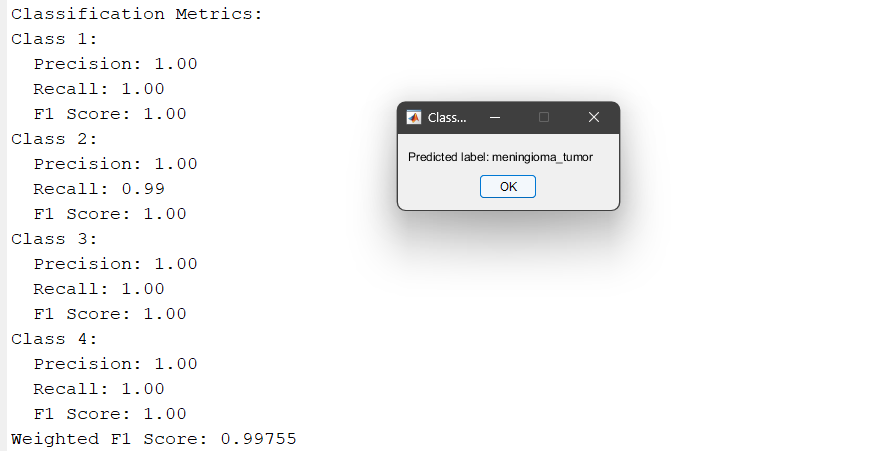 Classification Metrics:
Class 1:
Precision: 1.00
Recall: 1.00
F1 Score: 1.00
Class 2:
Precision: 1.00
Recall: 0.99
F1 Score: 1.00
Class 3:
Precision: 1.00
Recall: 1.00
F1 Score: 1.00
Class 4:
Precision: 1.00
Recall: 1.00
F1 Score: 1.00
Weighted F1 Score: 0.99755
Class...
Predicted label: meningioma_tumor
OK